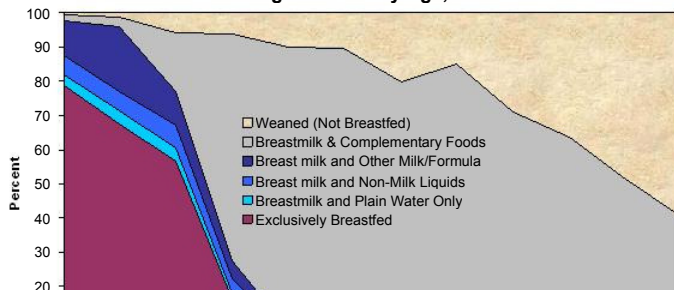 100
90
80
70
60
50
40
30
20
Percent
Weaned (Not Breastfed)
Breastmilk & Complementary Foods
Breast milk and Other Milk/Formula
Breast milk and Non-Milk Liquids
Breastmilk and Plain Water Only
Exclusively Breastfed